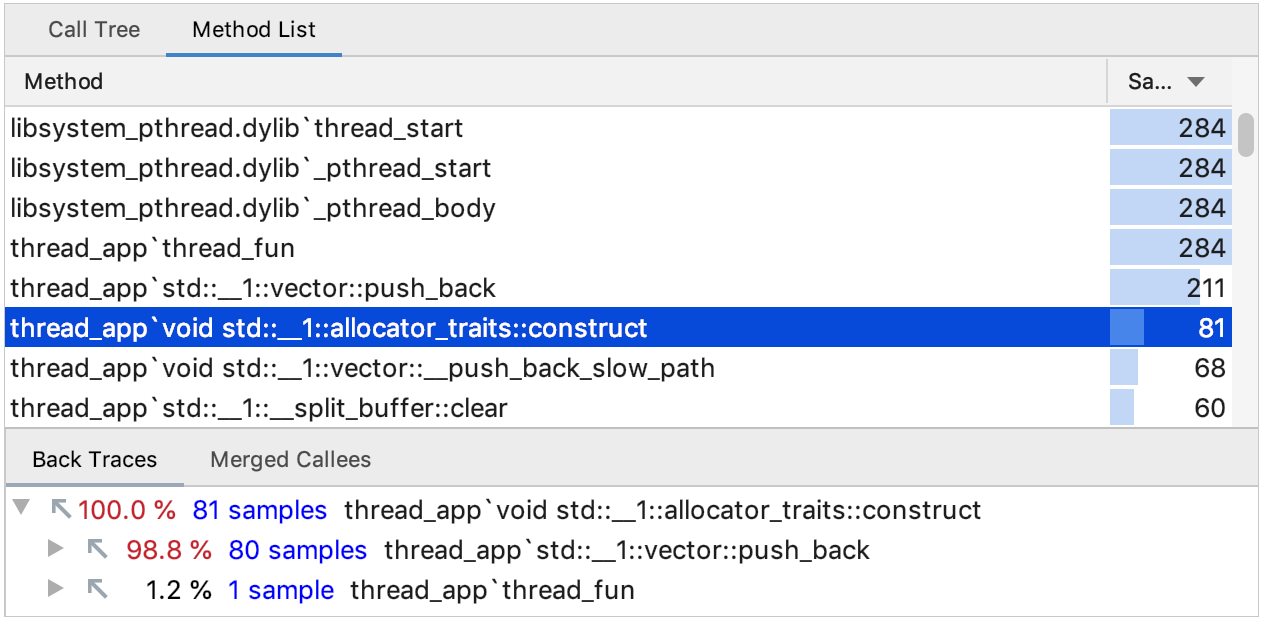 Call Tree Method List
Method Sa...
libsystem_pthread.dylib`thread_start 284
libsystem_pthread.dylib`_pthread_start 284
libsystem_pthread.dylib`_pthread_body 284
thread_app`thread_fun 284
thread_app`std::__1::vector::push_back 211
thread_app`void std::__1::allocator_traits::construct 81
thread_app`void std::__1::vector::__push_back_slow_path 68
thread_app`std::__1::__split_buffer::clear 60
Back Traces Merged Callees
100.0 % 81 samples thread_app`void std::__1::allocator_traits::construct
98.8 % 80 samples thread_app`std::__1::vector::push_back
1.2 % 1 sample thread_app`thread_fun